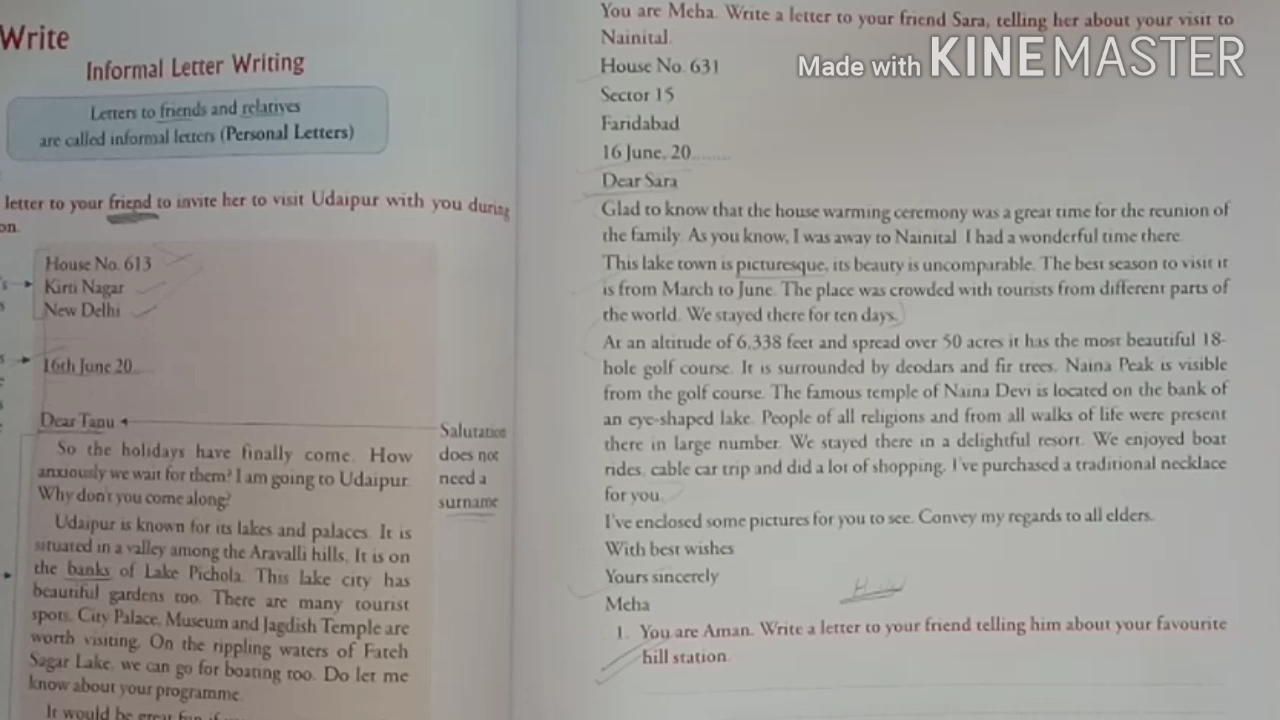 Write
Informal Letter Writing
Letters to friends and relatives
are called informal letters (Personal Letters)
letter to your friend to invite her to visit Udaipur with you during
on.
House No. 613
Kirti Nagar
New Delhi
16th June 20.....
Dear Tanu
Salutation
does not
need a
surname
So the holidays have finally come. How
anxiously we wait for them? I am going to Udaipur.
Why don't you come along?
Udaipur is known for its lakes and palaces. It is
situated in a valley among the Aravalli hills. It is on
the banks of Lake Pichola. This lake city has
beautiful gardens too. There are many tourist
spots. City Palace, Museum and Jagdish Temple are
worth visiting. On the rippling waters of Fateh
Sagar Lake, we can go for boating too. Do let me
know about your programme.
It would be great fun if
You are Meha. Write a letter to your friend Sara, telling her about your visit to
Nainital.
Made with KINEMASTER
House No. 631
Sector 15
Faridabad
16 June, 20.........
Dear Sara
Glad to know that the house warming ceremony was a great time for the reunion of
the family. As you know, I was away to Nainital. I had a wonderful time there.
This lake town is picturesque, its beauty is uncomparable. The best season to visit it
is from March to June. The place was crowded with tourists from different parts of
the world. We stayed there for ten days.
At an altitude of 6,338 feet and spread over 50 acres it has the most beautiful 18-
hole golf course. It is surrounded by deodars and fir trees. Naina Peak is visible
from the golf course. The famous temple of Naina Devi is located on the bank of
an eye-shaped lake. People of all religions and from all walks of life were present
there in large number. We stayed there in a delightful resort. We enjoyed boat
rides, cable car trip and did a lot of shopping. I've purchased a traditional necklace
for you.
I've enclosed some pictures for you to see. Convey my regards to all elders.
With best wishes
Yours sincerely
Meha
1. You are Aman. Write a letter to your friend telling him about your favourite
hill station.